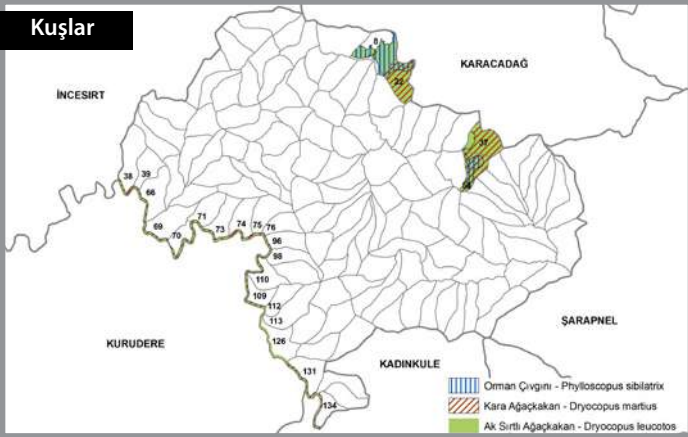 Kuşlar
8
KARACADAĞ
22
İNCESIRT
37
38
39
66
71
74
75
76
69
70
73
96
98
110
109
112
113
ŞARAPNEL
126
KURUDERE
KADINKULE
131
134
Orman Çıvgını - Phylloscopus sibilatrix
Kara Ağaçkakan - Dryocopus martius
Ak Sırtlı Ağaçkakan - Dryocopus leucotos